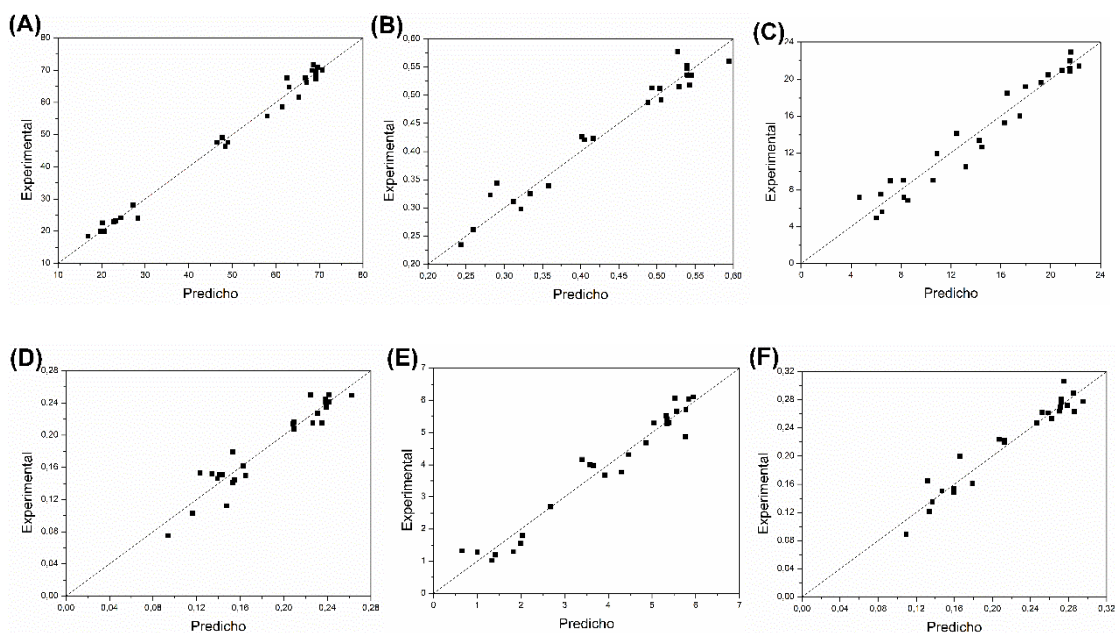 (A)
Experimental
80
70
60
50
40
30
20
10
10 20 30 40 50 60 70 80
Predicho
(B)
Experimental
0,60
0,55
0,50
0,45
0,40
0,35
0,30
0,25
0,20
0,20 0,25 0,30 0,35 0,40 0,45 0,50 0,55 0,60
Predicho
(C)
Experimental
24
20
16
12
8
4
0
0 4 8 12 16 20 24
Predicho
(D)
Experimental
0,28
0,24
0,20
0,16
0,12
0,08
0,04
0,00
0,00 0,04 0,08 0,12 0,16 0,20 0,24 0,28
Predicho
(E)
Experimental
7
6
5
4
3
2
1
0
0 1 2 3 4 5 6 7
Predicho
(F)
Experimental
0,32
0,28
0,24
0,20
0,16
0,12
0,08
0,04
0,00
0,00 0,04 0,08 0,12 0,16 0,20 0,24 0,28 0,32
Predicho